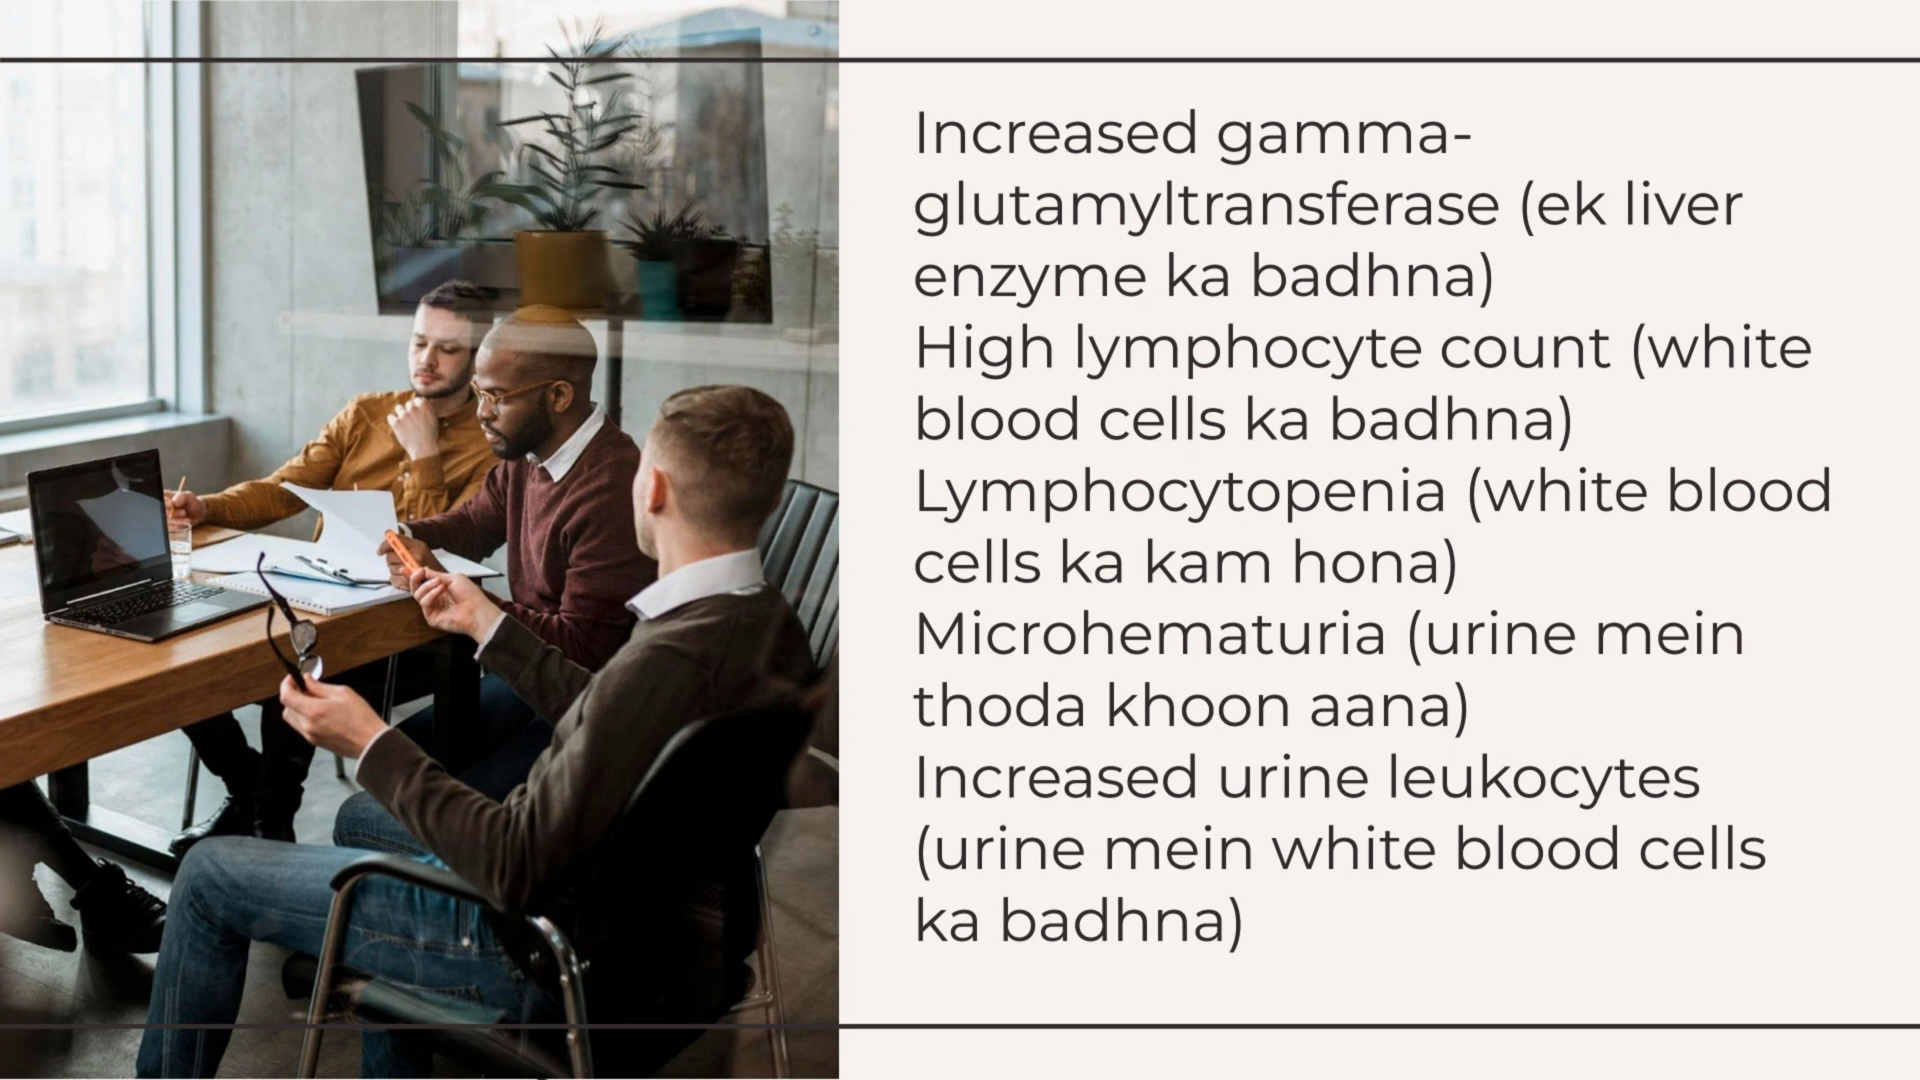 Increased gamma-
glutamyltransferase (ek liver
enzyme ka badhna)
High lymphocyte count (white
blood cells ka badhna)
Lymphocytopenia (white blood
cells ka kam hona)
Microhematuria (urine mein
thoda khoon aana)
Increased urine leukocytes
(urine mein white blood cells
ka badhna)